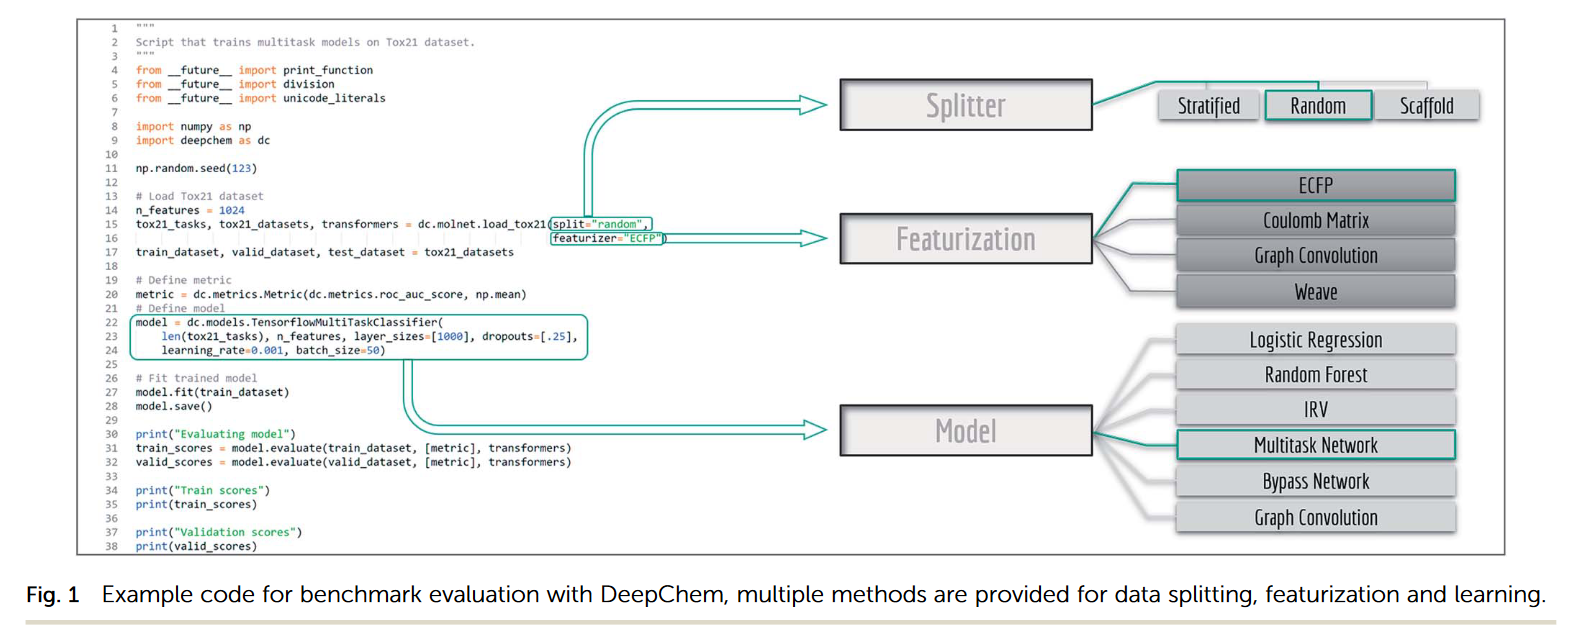 1 """
2 Script that trains multitask models on Tox21 dataset.
3 """
4 from __future__ import print_function
5 from __future__ import division
6 from __future__ import unicode_literals
7
8 import numpy as np
9 import deepchem as dc
10
11 np.random.seed(123)
12
13 # Load Tox21 dataset
14 n_features = 1024
15 tox21_tasks, tox21_datasets, transformers = dc.molnet.load_tox21(split="random",
16 featurizer="ECFP")
17 train_dataset, valid_dataset, test_dataset = tox21_datasets
18
19 # Define metric
20 metric = dc.metrics.Metric(dc.metrics.roc_auc_score, np.mean)
21 # Define model
22 model = dc.models.TensorflowMultiTaskClassifier(
23 len(tox21_tasks), n_features, layer_sizes=[1000], dropouts=[.25],
24 learning_rate=0.001, batch_size=50)
25
26 # Fit trained model
27 model.fit(train_dataset)
28 model.save()
29
30 print("Evaluating model")
31 train_scores = model.evaluate(train_dataset, [metric], transformers)
32 valid_scores = model.evaluate(valid_dataset, [metric], transformers)
33
34 print("Train scores")
35 print(train_scores)
36
37 print("Validation scores")
38 print(valid_scores)
Splitter
Stratified
Random
Scaffold
Featurization
ECFP
Coulomb Matrix
Graph Convolution
Weave
Model
Logistic Regression
Random Forest
IRV
Multitask Network
Bypass Network
Graph Convolution
Fig. 1 Example code for benchmark evaluation with DeepChem, multiple methods are provided for data splitting, featurization and learning.